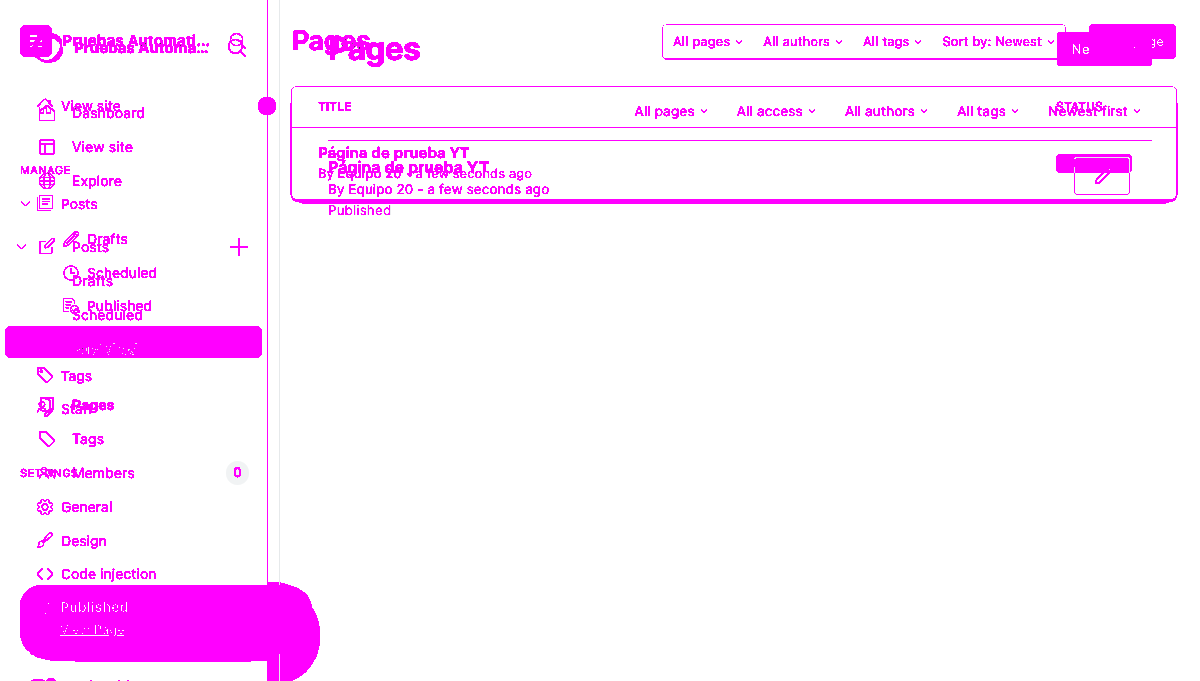 Pruebas Automati...
Pruebas Automa...
Pages
Pages
All pages
All authors
All tags
Sort by: Newest
View site
Dashboard
TITLE
STATUS
All pages
All access
All authors
All tags
Newest first
View site
MANAGE
Explore
Página de prueba YT
By Equipo 20 - a few seconds ago
Página de prueba YT
By Equipo 20 - a few seconds ago
Published
Posts
Drafts
Posts
Scheduled
Drafts
Published
Scheduled
Tags
Pages
Staff
Tags
SETTINGS
Members
0
General
Design
Code injection
Published
View Page